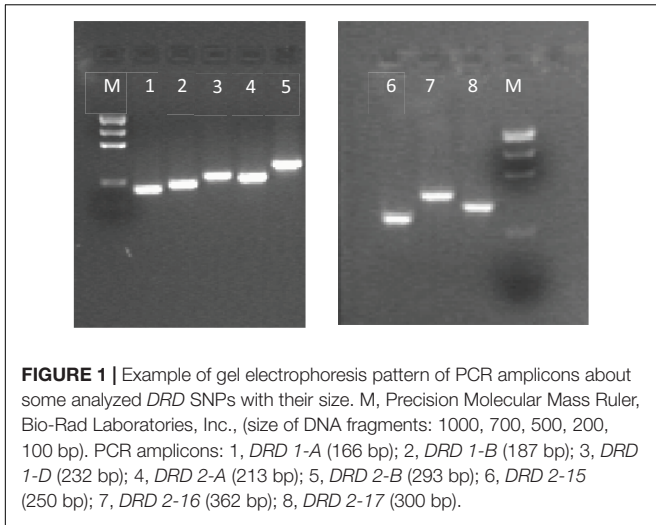 M 1 2 3 4 5
6 7 8 M
FIGURE 1 | Example of gel electrophoresis pattern of PCR amplicons about
some analyzed DRD SNPs with their size. M, Precision Molecular Mass Ruler,
Bio-Rad Laboratories, Inc., (size of DNA fragments: 1000, 700, 500, 200,
100 bp). PCR amplicons: 1, DRD 1-A (166 bp); 2, DRD 1-B (187 bp); 3, DRD
1-D (232 bp); 4, DRD 2-A (213 bp); 5, DRD 2-B (293 bp); 6, DRD 2-15
(250 bp); 7, DRD 2-16 (362 bp); 8, DRD 2-17 (300 bp).